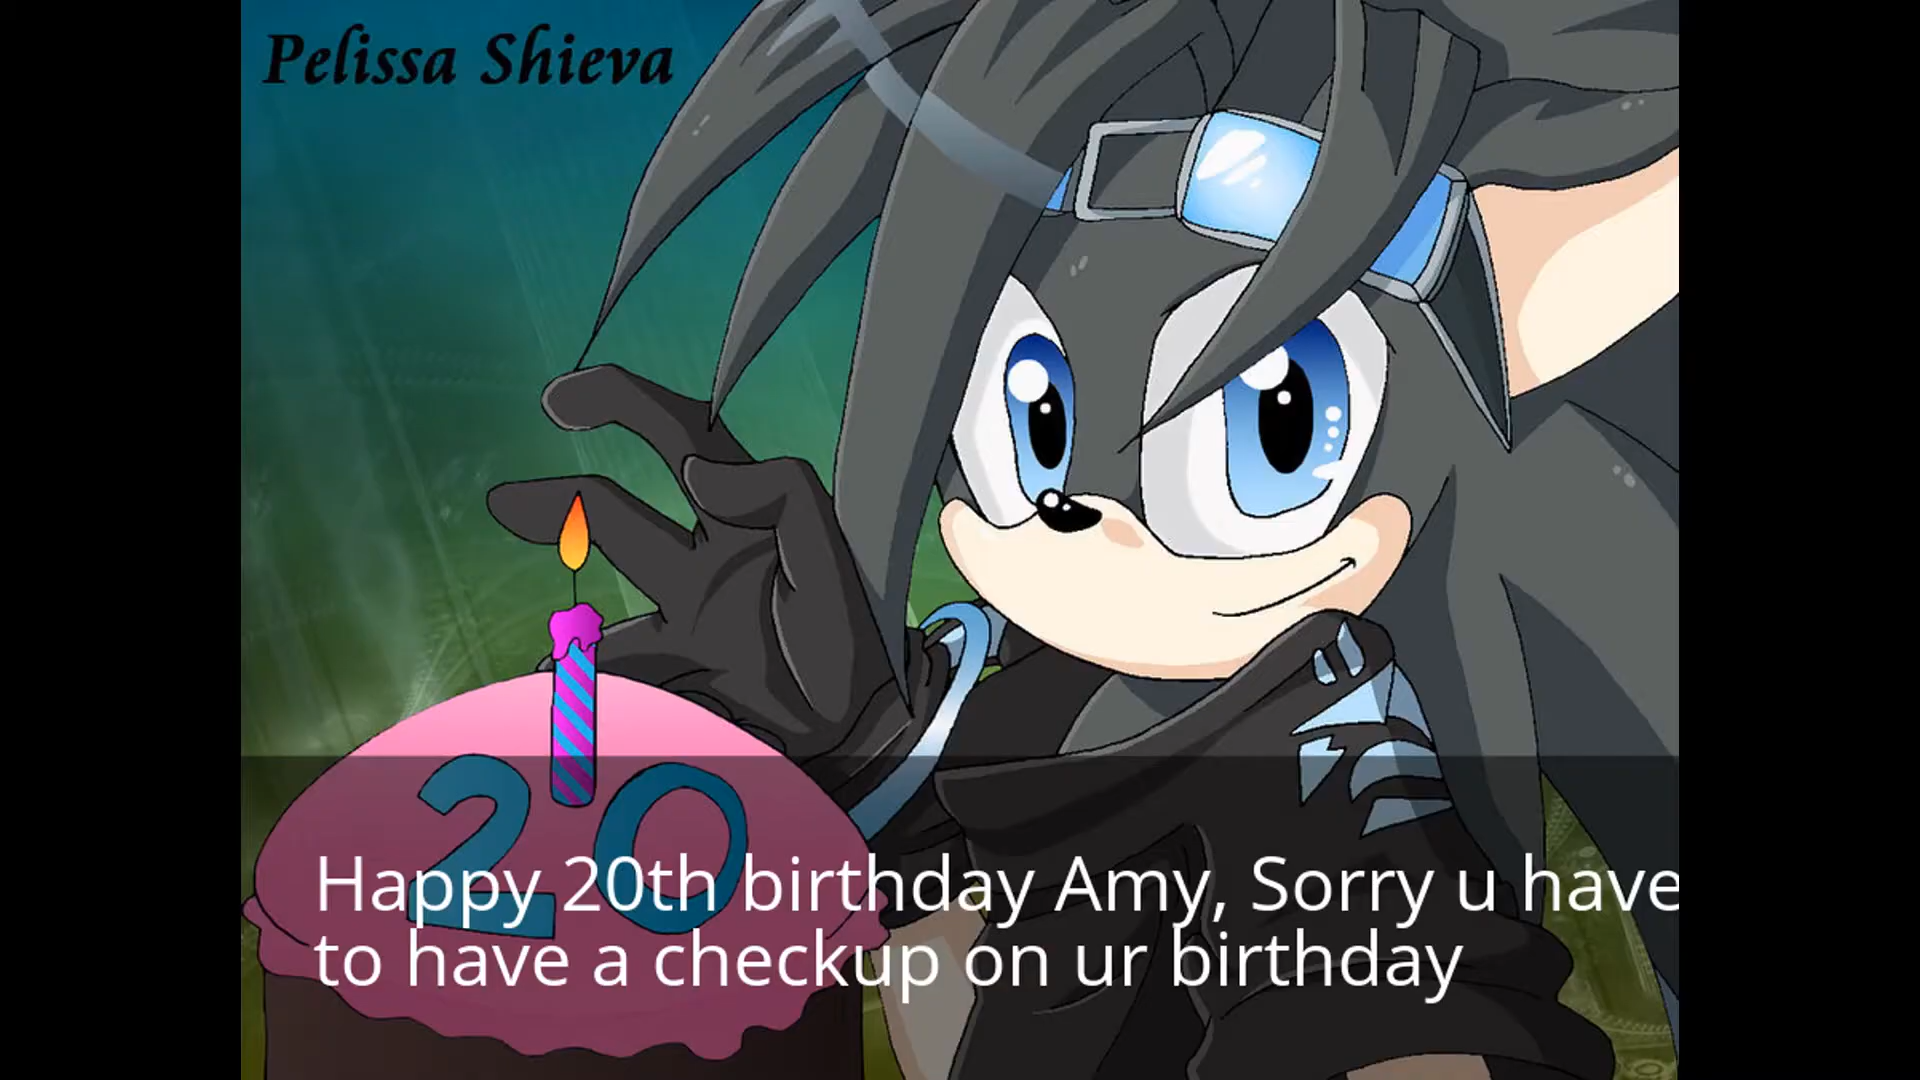 Pelissa Shieva
20
Happy 20th birthday Amy, Sorry u have
to have a checkup on ur birthday